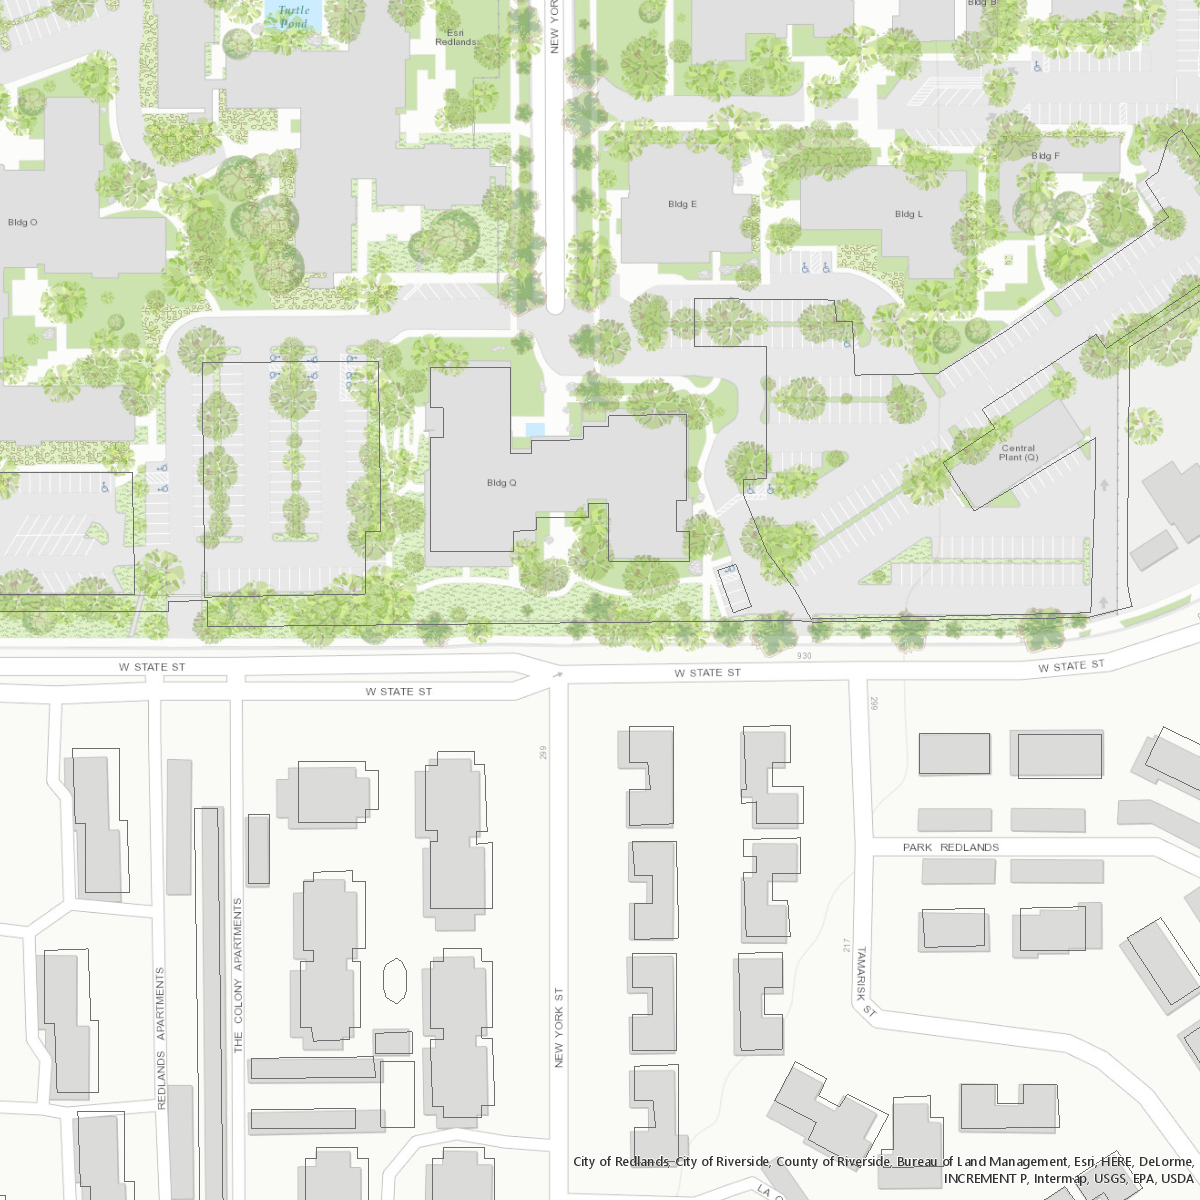 Bldg B
Turtle
Pond
NEW YOR
Esri
Redlands
Bldg F
Bldg E
Bldg L
Bldg O
Central
Plant (Q)
Bldg Q
930
W STATE ST
W STATE ST
W STATE ST
W STATE ST
299
299
PARK REDLANDS
THE COLONY APARTMENTS
REDLANDS APARTMENTS
NEW YORK ST
217
TAMARISK ST
City of Redlands, City of Riverside, County of Riverside, Bureau of Land Management, Esri, HERE, DeLorme,
INCREMENT P, Intermap, USGS, EPA, USDA